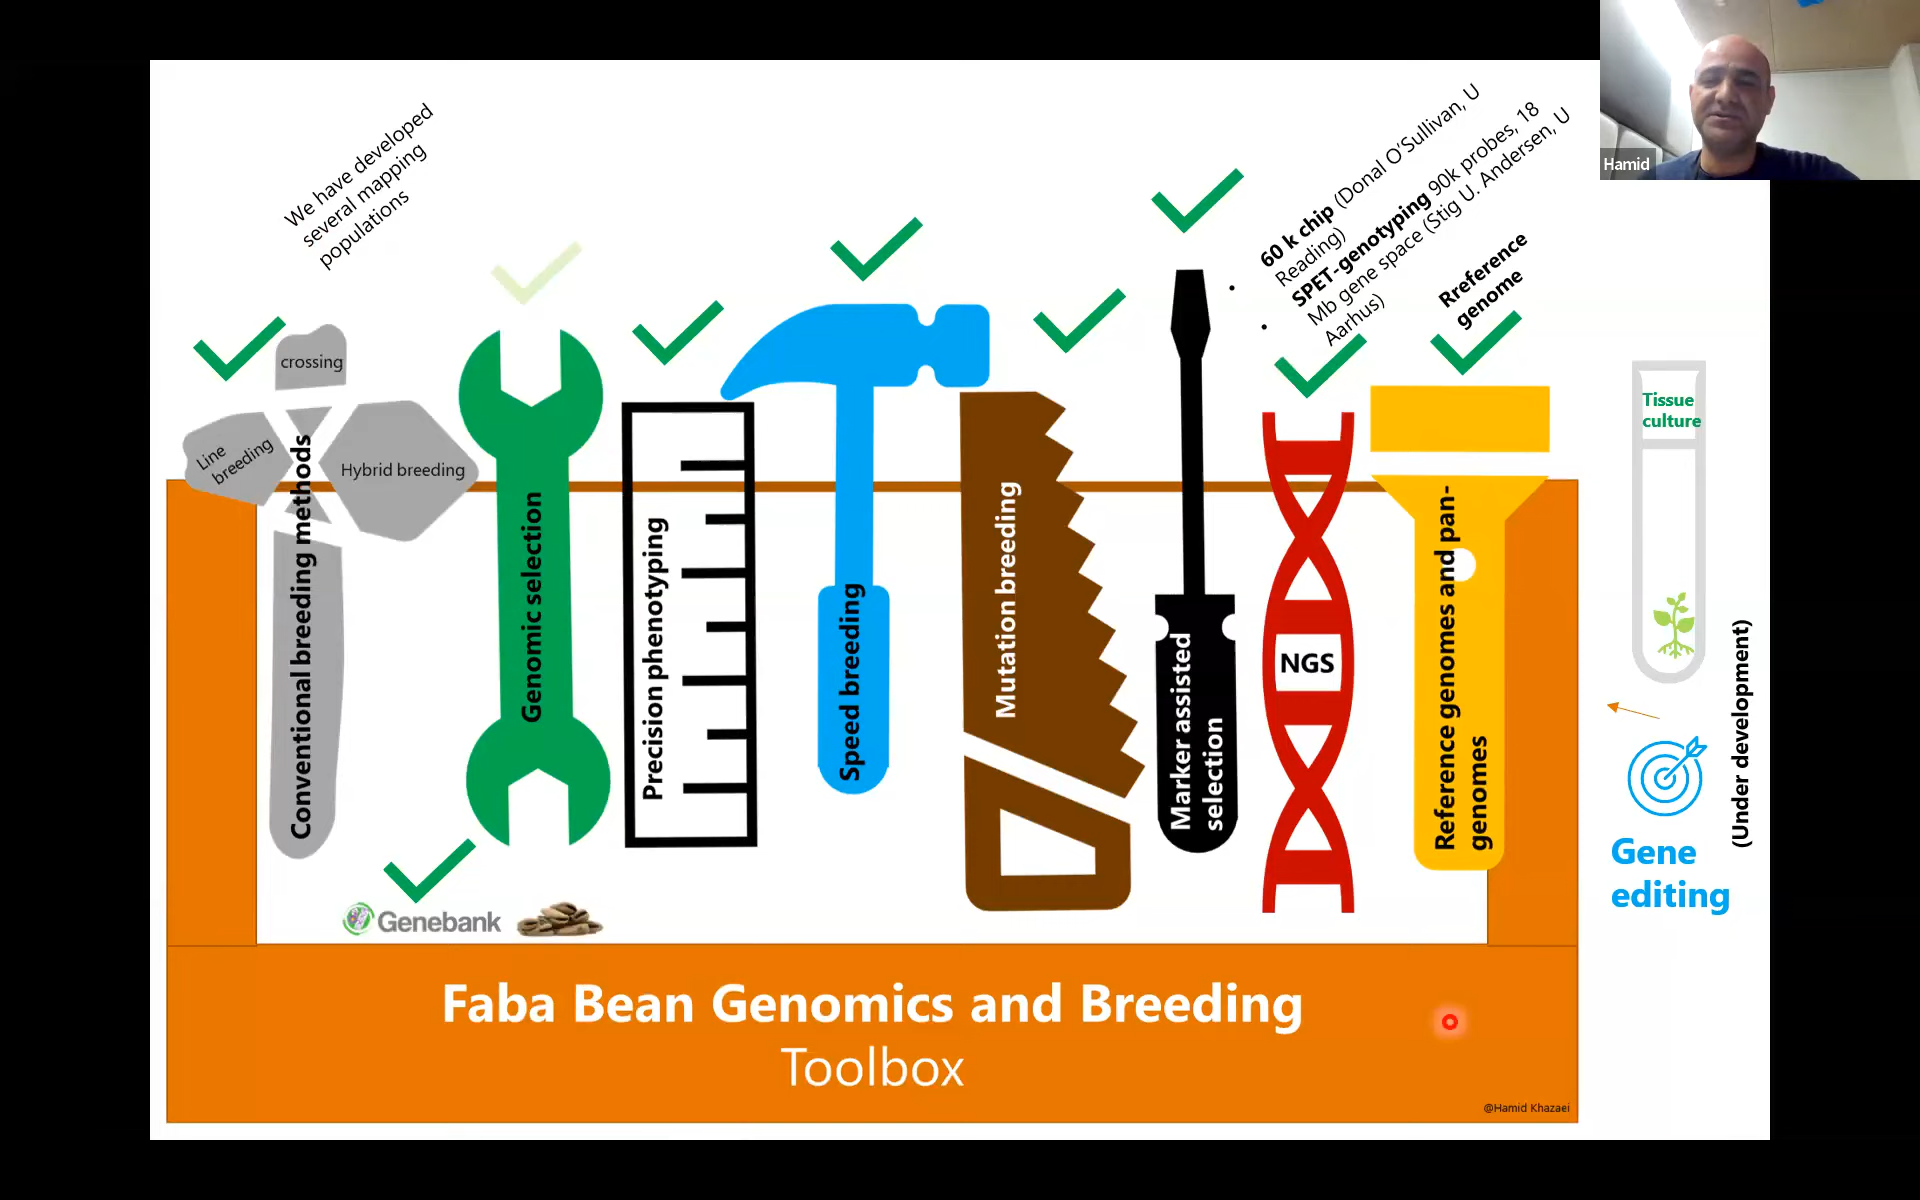 We have developed
several mapping
populations
60 k chip (Donal O'Sullivan, U
Reading)
SPET-genotyping 90k probes, 18
Mb gene space (Stig U. Andersen, U
Aarhus)
Rreference
genome
Hamid
crossing
Line
breeding
Hybrid breeding
Conventional breeding methods
Genomic selection
Precision phenotyping
Speed breeding
Mutation breeding
Marker assisted
selection
NGS
Reference genomes and pan-
genomes
Tissue
culture
(Under development)
Gene
editing
Genebank
Faba Bean Genomics and Breeding
Toolbox
@Hamid Khazaei